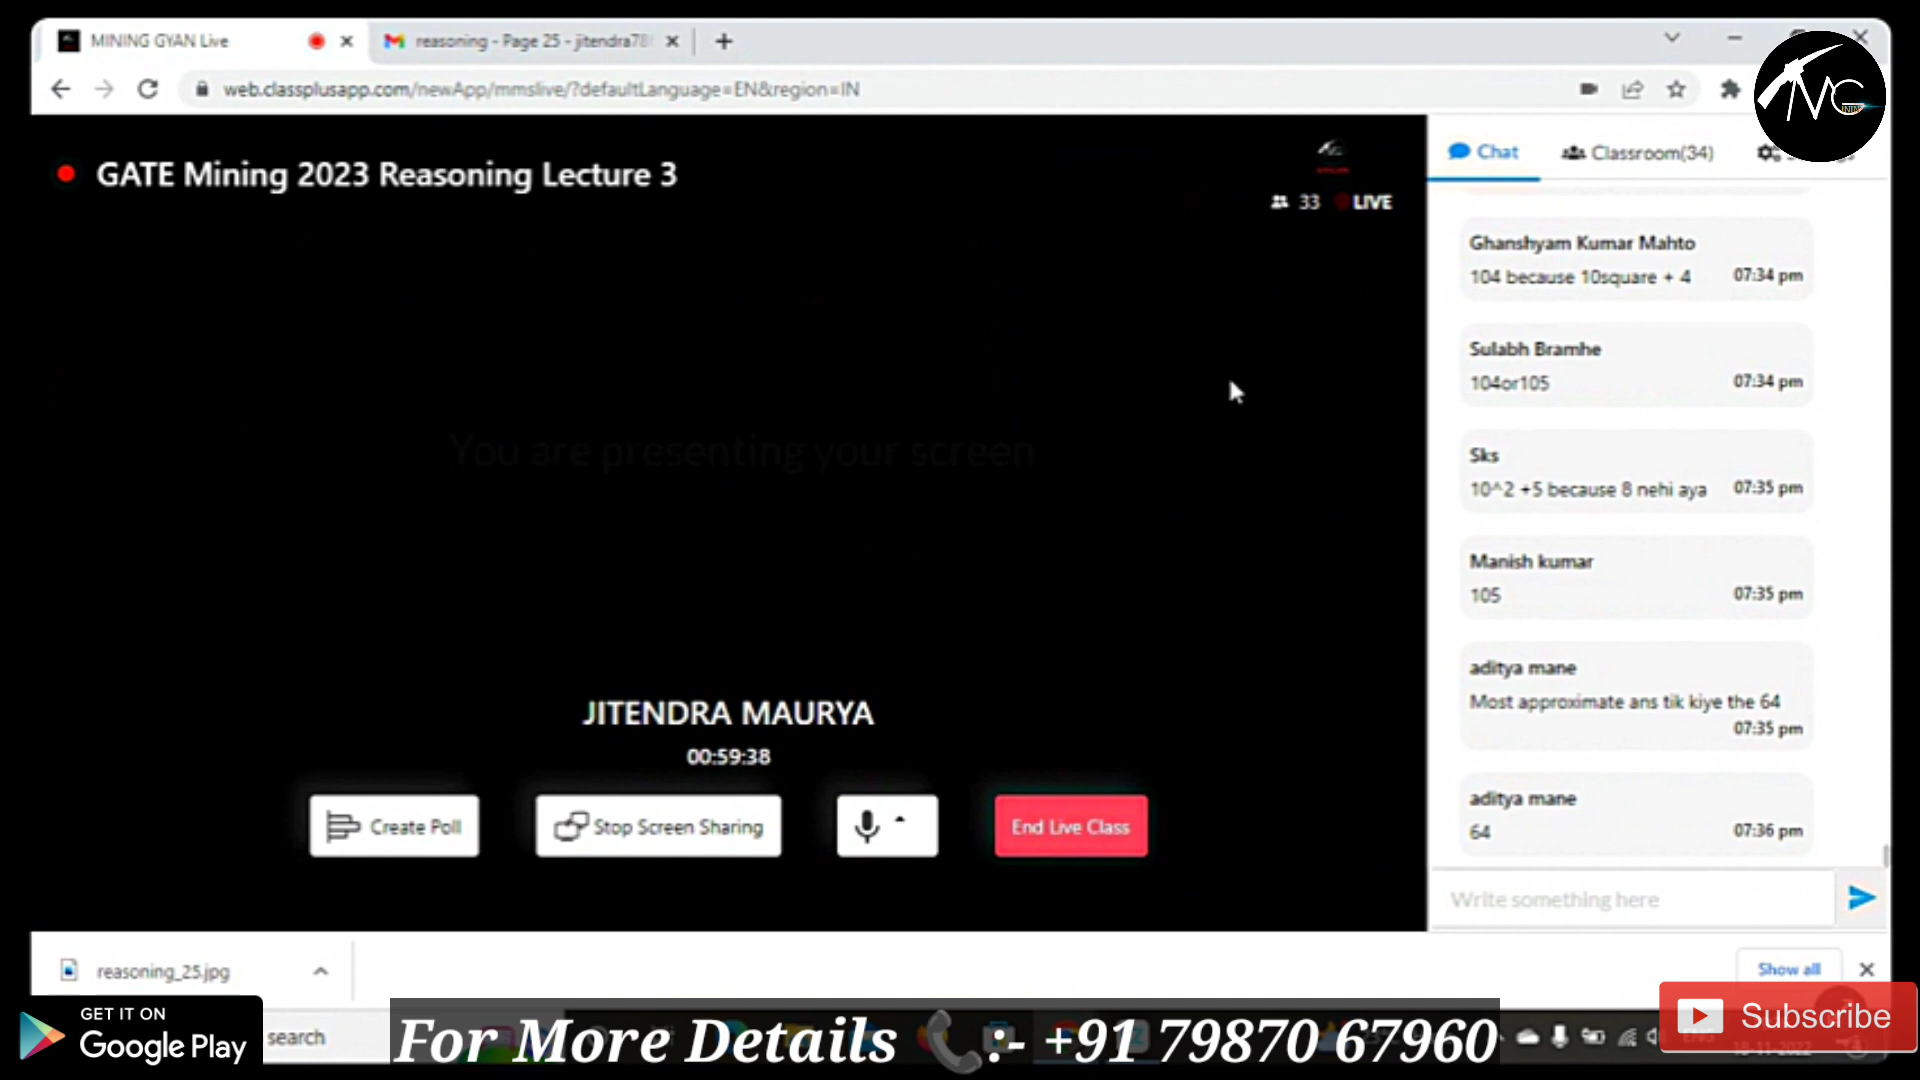 MINING GYAN Live
reasoning - Page 25 - jitendra78
web.classplusapp.com/newApp/mmslive/?defaultLanguage=EN&region=IN
GATE Mining 2023 Reasoning Lecture 3
33 LIVE
Chat Classroom(34)
Ghanshyam Kumar Mahto
104 because 10square + 4 07:34 pm
Sulabh Bramhe
104or105 07:34 pm
You are presenting your screen
Sks
10^2 +5 because 8 nehi aya 07:35 pm
Manish kumar
105 07:35 pm
aditya mane
Most approximate ans tik kiye the 64
07:35 pm
aditya mane
64 07:36 pm
JITENDRA MAURYA
00:59:38
Create Poll Stop Screen Sharing End Live Class
Write something here
reasoning_25.jpg
Show all
GET IT ON
Google Play
search
For More Details :- +91 79870 67960
Subscribe
18-11-2022